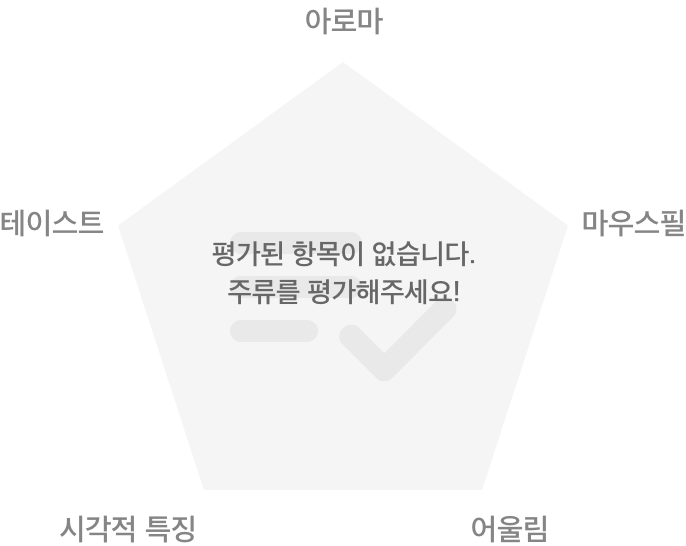 아로마
테이스트
마우스필
평가된 항목이 없습니다.
주류를 평가해주세요!
시각적 특징
어울림